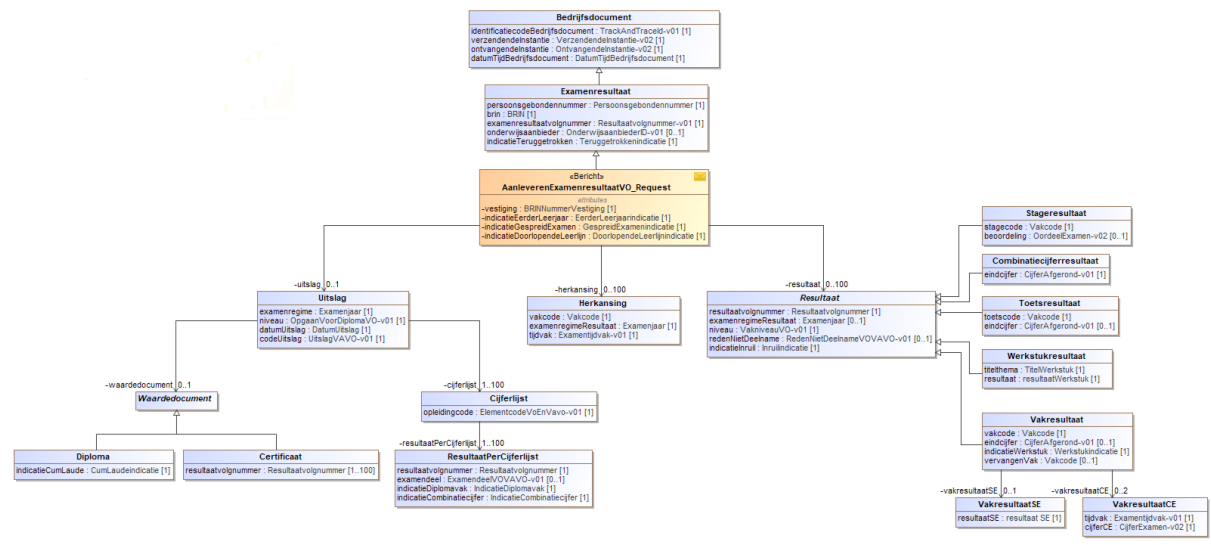 Bedrijfsdocument
identificatiecodeBedrijfsdocument : TrackAndTraceId-v01 [1]
verzendendeInstantie : VerzendendeInstantie-v02 [1]
ontvangendeInstantie : OntvangendeInstantie-v02 [1]
datumTijdBedrijfsdocument : DatumTijdBedrijfsdocument [1]
Examenresultaat
persoonsgebondennummer : Persoonsgebondennummer [1]
brin : BRIN [1]
examenresultaatvolgnummer : Resultaatvolgnummer-v01 [1]
onderwijsaanbieder : OnderwijsaanbiederID-v01 [0..1]
indicatieTeruggetrokken : Teruggetrokkenindicatie [1]
«Bericht»
AanleverenExamenresultaatVO_Request
attributes
-vestiging : BRINNummerVestiging [1]
-indicatieEerderLeerjaar : EerderLeerjaarindicatie [1]
-indicatieGespreidExamen : GespreidExamenindicatie [1]
-indicatieDoorlopendeLeerlijn : DoorlopendeLeerlijnindicatie [1]
-uitslag 0..1
-herkansing 0..100
-resultaat 0..100
Uitslag
examenregime : Examenjaar [1]
niveau : OpgaanVoorDiplomaVO-v01 [1]
datumUitslag : DatumUitslag [1]
codeUitslag : UitslagVAVO-v01 [1]
Herkansing
vakcode : Vakcode [1]
examenregimeResultaat : Examenjaar [1]
tijdvak : Examentijdvak-v01 [1]
Resultaat
resultaatvolgnummer : Resultaatvolgnummer [1]
examenregimeResultaat : Examenjaar [0..1]
niveau : VakniveauVO-v01 [1]
redenNietDeelname : RedenNietDeelnameVOVAVO-v01 [0..1]
indicatieInruil : Inruilindicatie [1]
Stageresultaat
stagecode : Vakcode [1]
beoordeling : OordeelExamen-v02 [0..1]
Combinatiecijferresultaat
eindcijfer : CijferAfgerond-v01 [1]
Toetsresultaat
toetscode : Vakcode [1]
eindcijfer : CijferAfgerond-v01 [0..1]
Werkstukresultaat
titelthema : TitelWerkstuk [1]
resultaat : resultaatWerkstuk [1]
Vakresultaat
vakcode : Vakcode [1]
eindcijfer : CijferAfgerond-v01 [0..1]
indicatieWerkstuk : Werkstukindicatie [1]
vervangenVak : Vakcode [0..1]
-vakresultaatSE 0..1
-vakresultaatCE 0..2
VakresultaatSE
resultaatSE : resultaat SE [1]
VakresultaatCE
tijdvak : Examentijdvak-v01 [1]
cijferCE : CijferExamen-v02 [1]
-waardedocument 0..1
-cijferlijst 1..100
Waardedocument
Cijferlijst
opleidingcode : ElementcodeVoEnVavo-v01 [1]
-resultaatPerCijferlijst 1..100
Diploma
indicatieCumLaude : CumLaudeindicatie [1]
Certificaat
resultaatvolgnummer : Resultaatvolgnummer [1..100]
ResultaatPerCijferlijst
resultaatvolgnummer : Resultaatvolgnummer [1]
examendeel : ExamendeelVOVAVO-v01 [0..1]
indicatieDiplomavak : IndicatieDiplomavak [1]
indicatieCombinatiecijfer : IndicatieCombinatiecijfer [1]